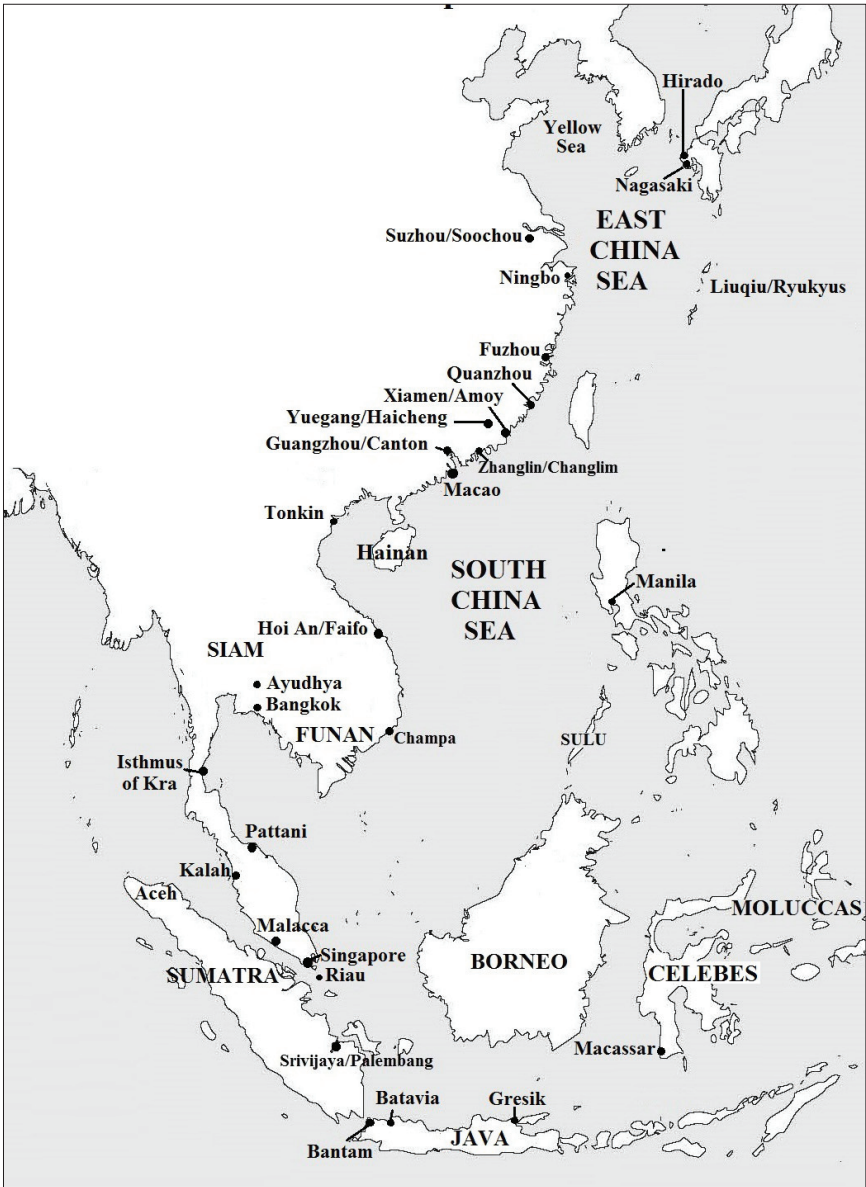 Hirado
Yellow
Sea
Nagasaki
EAST
CHINA
SEA
Suzhou/Soochou
Ningbo
Liuqiu/Ryukyus
Fuzhou
Quanzhou
Xiamen/Amoy
Yuegang/Haicheng
Guangzhou/Canton
Zhanglin/Changlim
Macao
Tonkin
Hainan
SOUTH
CHINA
SEA
Manila
Hoi An/Faifo
SIAM
Ayudhya
Bangkok
FUNAN
Champa
SULU
Isthmus
of Kra
Pattani
Kalah
Aceh
MOLUCCAS
Malacca
Singapore
Riau
SUMATRA
BORNEO
CELEBES
Macassar
Srivijaya/Palembang
Batavia
Gresik
JAVA
Bantam